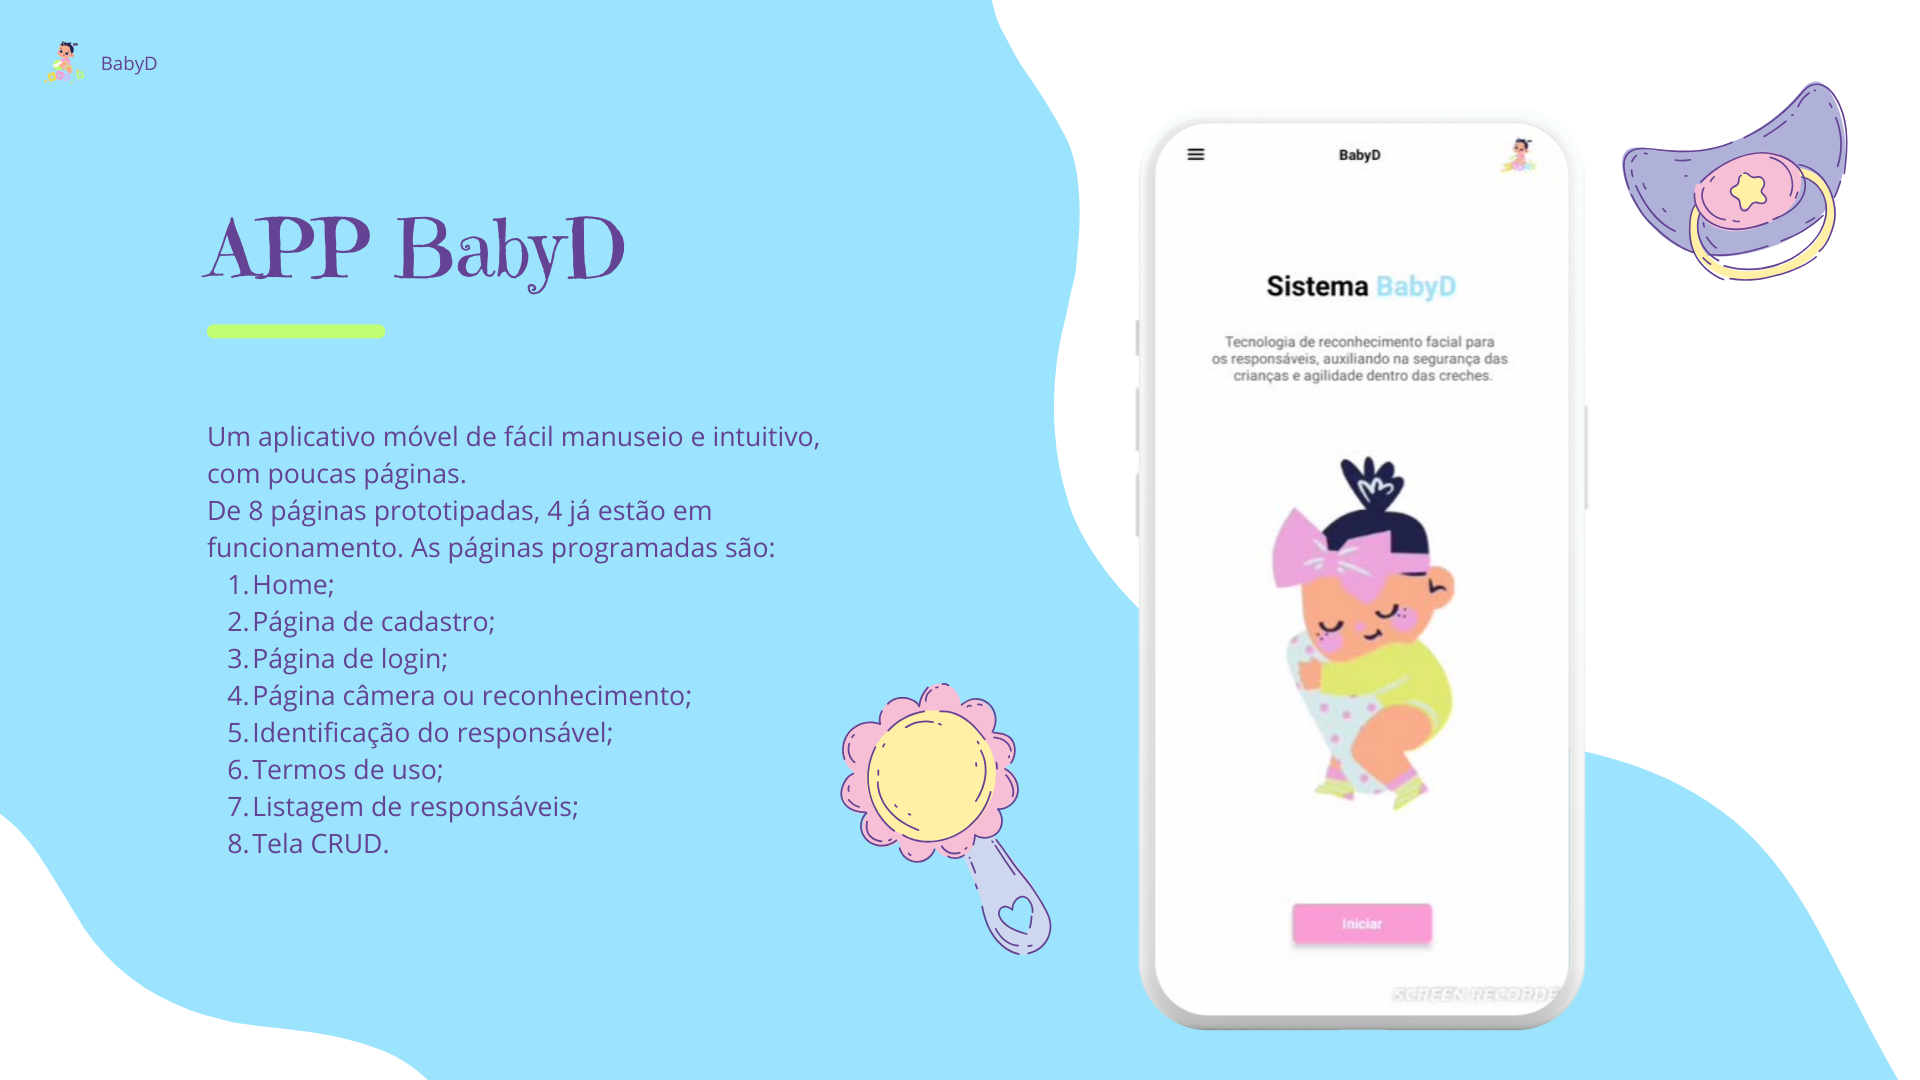 BabyD
APP BabyD
Um aplicativo móvel de fácil manuseio e intuitivo,
com poucas páginas.
De 8 páginas prototipadas, 4 já estão em
funcionamento. As páginas programadas são:
1. Home;
2. Página de cadastro;
3. Página de login;
4. Página câmera ou reconhecimento;
5. Identificação do responsável;
6. Termos de uso;
7. Listagem de responsáveis;
8. Tela CRUD.
BabyD
Sistema BabyD
Tecnologia de reconhecimento facial para
os responsáveis, auxiliando na segurança das
crianças e agilidade dentro das creches.
Iniciar
SCREEN RECORDE